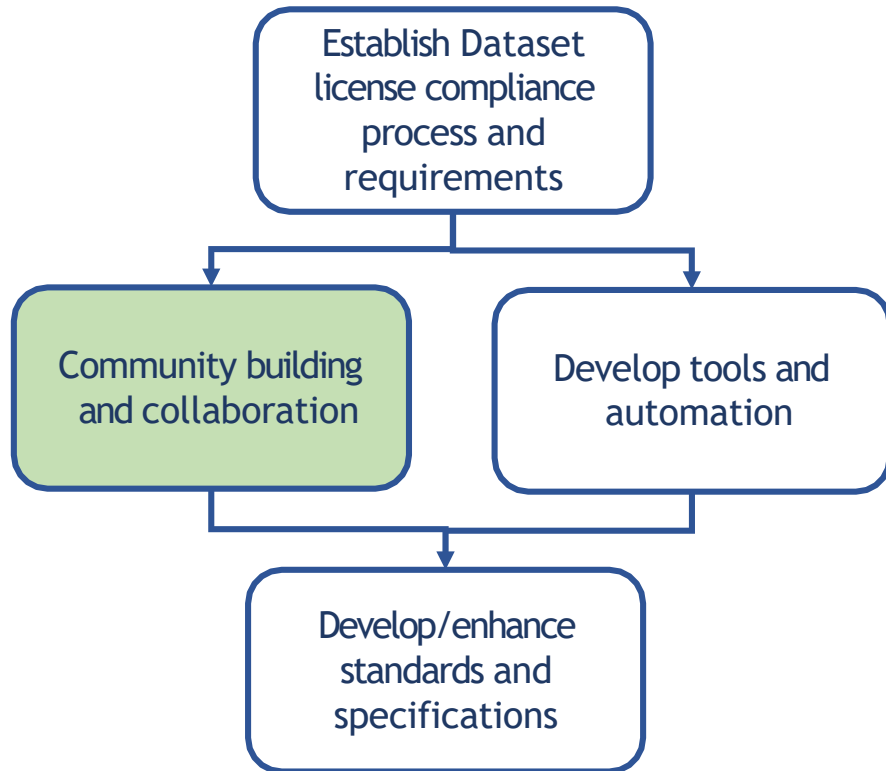 Establish Dataset
license compliance
process and
requirements
Community building
and collaboration
Develop tools and
automation
Develop/enhance
standards and
specifications